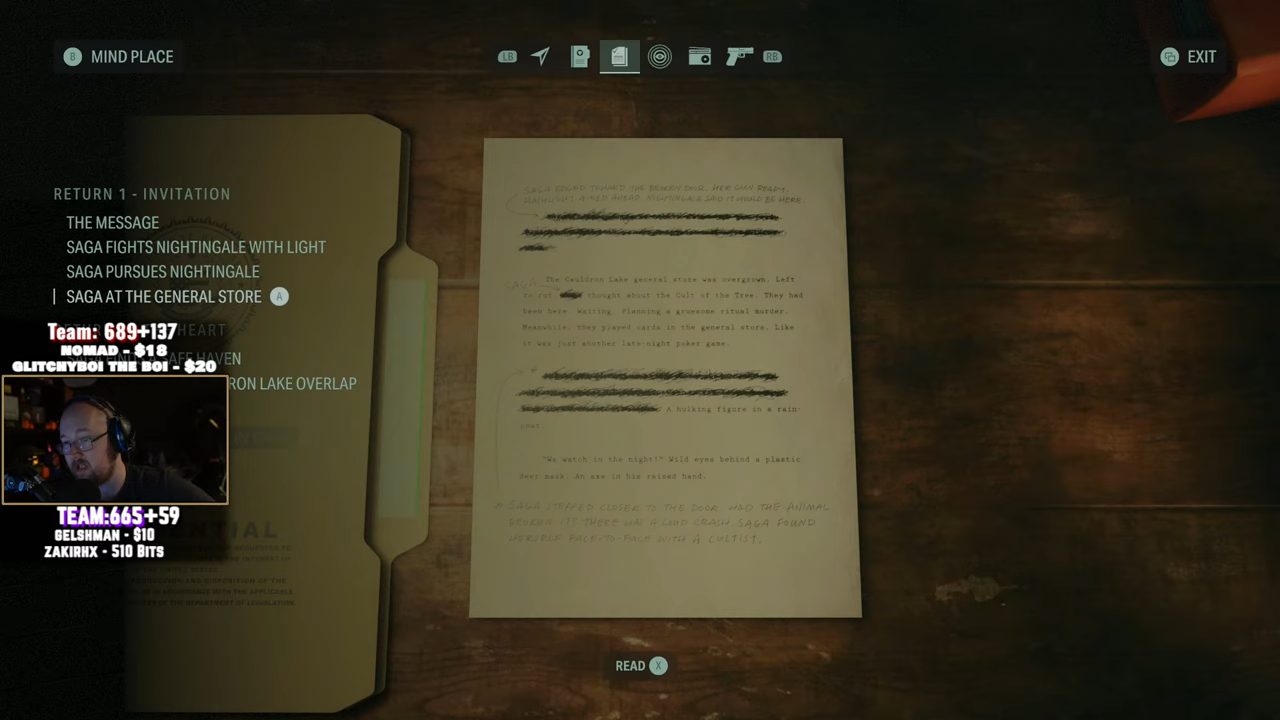 B MIND PLACE
LB
RB
EXIT
RETURN 1 - INVITATION
THE MESSAGE
SAGA FIGHTS NIGHTINGALE WITH LIGHT
SAGA PURSUES NIGHTINGALE
SAGA AT THE GENERAL STORE A
HEART
SAFE HAVEN
RON LAKE OVERLAP
Team: 689+137
NOMAD - $18
GLITCHYBOI THE BOI - $20
TEAM:665+59
GELSHMAN - $10
ZAKIRHX - 510 Bits
SAGA EDGED TOWARD THE BROKEN DOOR, HER GUN READY.
AHEAD. NIGHTINGALE SAID IT WOULD BE HERE.
The Cauldron Lake general store was overgrown. Left
SAGA
to rot thought about the Cult of the Tree. They had
been here waiting. Planning a gruesome ritual murder.
Meanwhile, they played cards in the general store. Like
it was just another late-night poker game.
A hulking figure in a rain-
coat.
"We watch in the night!" Wild eyes behind a plastic
deer mask. An axe in his raised hand.
SAGA STEPPED CLOSER TO THE DOOR. HAD THE ANIMAL
BROKEN IT? THERE WAS A LOUD CRASH. SAGA FOUND
HERSELF FACE-TO-FACE WITH A CULTIST.
READ X